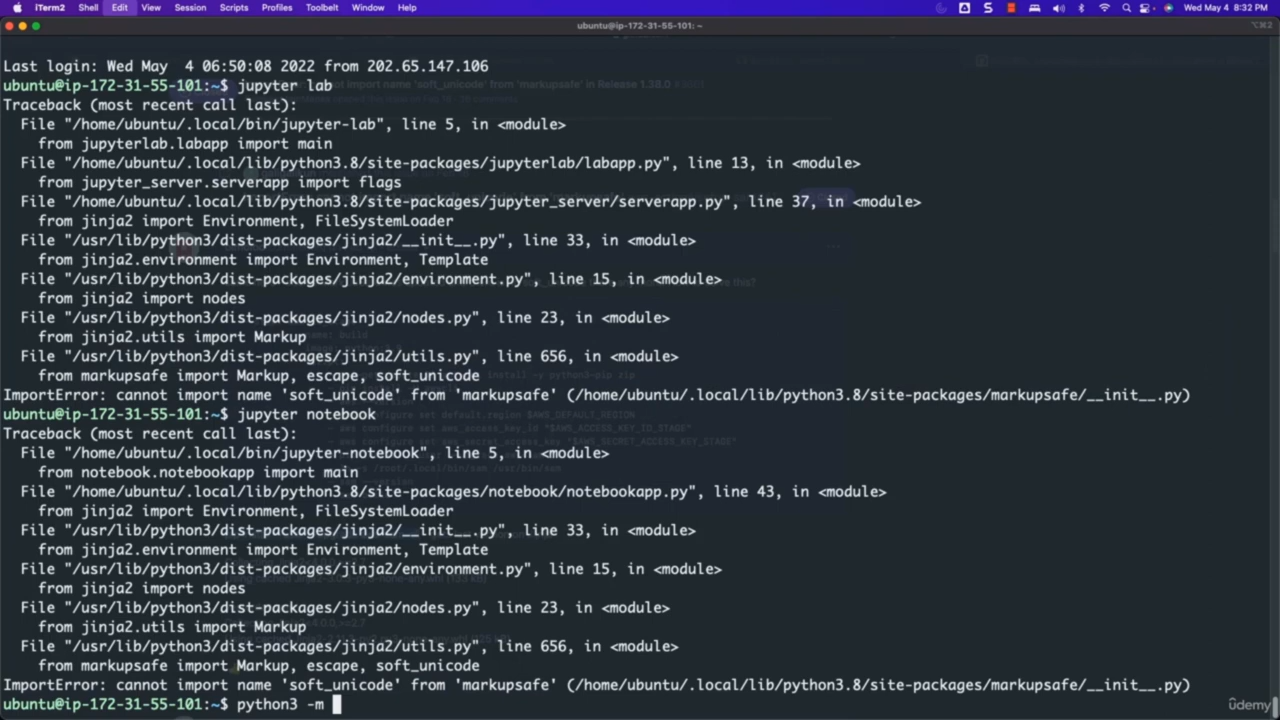 iTerm2 Shell Edit View Session Scripts Profiles Toolbelt Window Help Wed May 4 8:32 PM
ubuntu@ip-172-31-55-101: ~ ⌥⌘2
Last login: Wed May  4 06:50:08 2022 from 202.65.147.106
ubuntu@ip-172-31-55-101:~$ jupyter lab
Traceback (most recent call last):
  File "/home/ubuntu/.local/bin/jupyter-lab", line 5, in <module>
    from jupyterlab.labapp import main
  File "/home/ubuntu/.local/lib/python3.8/site-packages/jupyterlab/labapp.py", line 13, in <module>
    from jupyter_server.serverapp import flags
  File "/home/ubuntu/.local/lib/python3.8/site-packages/jupyter_server/serverapp.py", line 37, in <module>
    from jinja2 import Environment, FileSystemLoader
  File "/usr/lib/python3/dist-packages/jinja2/__init__.py", line 33, in <module>
    from jinja2.environment import Environment, Template
  File "/usr/lib/python3/dist-packages/jinja2/environment.py", line 15, in <module>
    from jinja2 import nodes
  File "/usr/lib/python3/dist-packages/jinja2/nodes.py", line 23, in <module>
    from jinja2.utils import Markup
  File "/usr/lib/python3/dist-packages/jinja2/utils.py", line 656, in <module>
    from markupsafe import Markup, escape, soft_unicode
ImportError: cannot import name 'soft_unicode' from 'markupsafe' (/home/ubuntu/.local/lib/python3.8/site-packages/markupsafe/__init__.py)
ubuntu@ip-172-31-55-101:~$ jupyter notebook
Traceback (most recent call last):
  File "/home/ubuntu/.local/bin/jupyter-notebook", line 5, in <module>
    from notebook.notebookapp import main
  File "/home/ubuntu/.local/lib/python3.8/site-packages/notebook/notebookapp.py", line 43, in <module>
    from jinja2 import Environment, FileSystemLoader
  File "/usr/lib/python3/dist-packages/jinja2/__init__.py", line 33, in <module>
    from jinja2.environment import Environment, Template
  File "/usr/lib/python3/dist-packages/jinja2/environment.py", line 15, in <module>
    from jinja2 import nodes
  File "/usr/lib/python3/dist-packages/jinja2/nodes.py", line 23, in <module>
    from jinja2.utils import Markup
  File "/usr/lib/python3/dist-packages/jinja2/utils.py", line 656, in <module>
    from markupsafe import Markup, escape, soft_unicode
ImportError: cannot import name 'soft_unicode' from 'markupsafe' (/home/ubuntu/.local/lib/python3.8/site-packages/markupsafe/__init__.py)
ubuntu@ip-172-31-55-101:~$ python3 -m
ûdemy